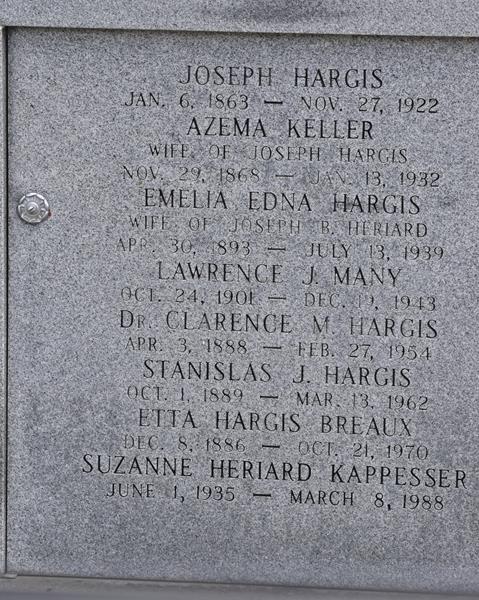 JOSEPH HARGIS
JAN. 6, 1863 — NOV. 27, 1922
AZEMA KELLER
WIFE OF JOSEPH HARGIS
NOV. 29, 1868 — JAN. 13, 1932
EMELIA EDNA HARGIS
WIFE OF JOSEPH B. HERIARD
APR. 30, 1893 — JULY 13, 1939
LAWRENCE J. MANY
OCT. 24, 1901 — DEC. 19, 1943
DR. CLARENCE M. HARGIS
APR. 3, 1888 — FEB. 27, 1954
STANISLAS J. HARGIS
OCT. 1, 1889 — MAR. 13, 1962
ETTA HARGIS BREAUX
DEC. 8, 1886 — OCT. 21, 1970
SUZANNE HERIARD KAPPESSER
JUNE 1, 1935 — MARCH 8, 1988